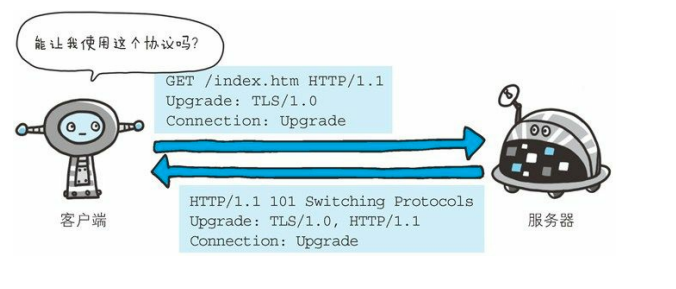 能让我使用这个协议吗？
GET /index.htm HTTP/1.1
Upgrade: TLS/1.0
Connection: Upgrade
HTTP/1.1 101 Switching Protocols
Upgrade: TLS/1.0, HTTP/1.1
Connection: Upgrade
客户端
服务器